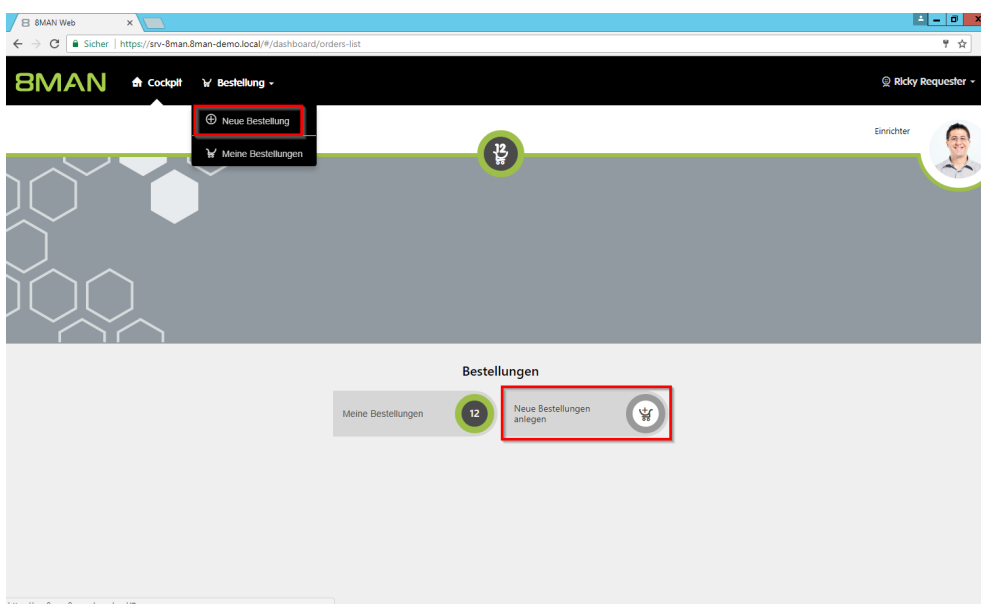 8MAN Web
Sicher | https://srv-8man.8man-demo.local/#/dashboard/orders-list
8MAN Cockpit Bestellung Ricky Requester
Neue Bestellung
Meine Bestellungen
12
Einrichter
Bestellungen
Meine Bestellungen
12
Neue Bestellungen
anlegen